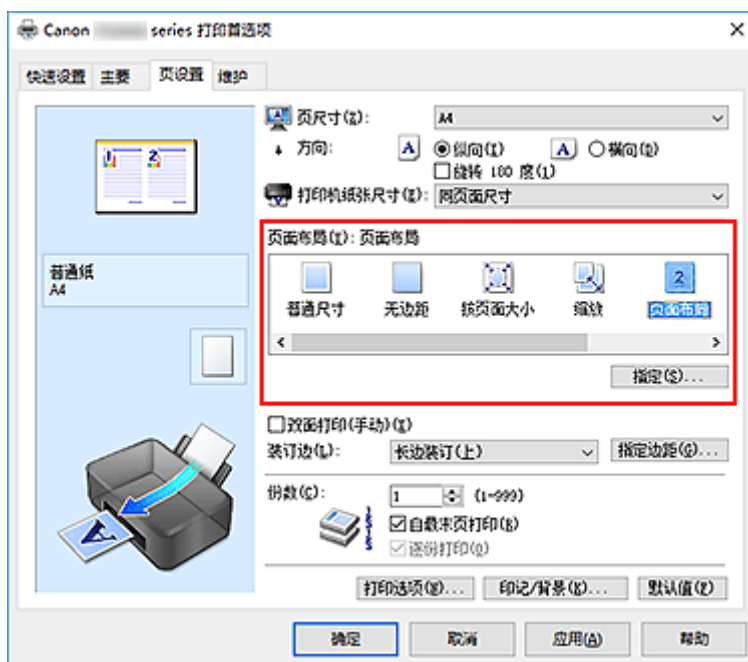 Canon series 打印首选项
快速设置 主要 页设置 维护
页尺寸(Z): A4
方向: A 纵向(I) A 横向(D)
旋转 180 度(1)
打印机纸张尺寸(E): 同页面尺寸
页面布局(T): 页面布局
普通尺寸 无边距 按页面大小 缩放 页面布局
指定(S)...
普通纸
A4
双面打印(手动)(X)
装订边(L): 长边装订(上) 指定边距(G)...
份数(C): 1 (1-999)
自最末页打印(R)
逐份打印(O)
打印选项(N)... 印记/背景(K)... 默认值(F)
确定 取消 应用(A) 帮助